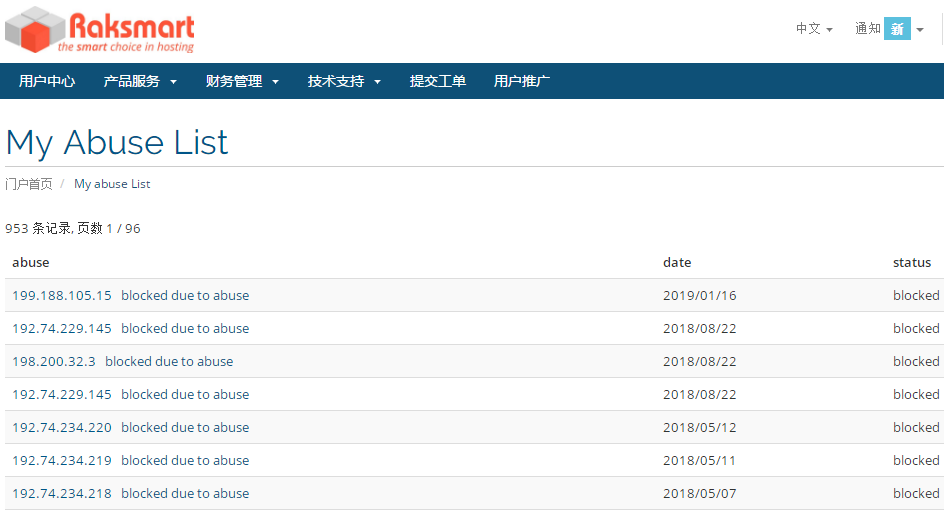 Raksmart
the smart choice in hosting
中文 通知 新
用户中心 产品服务 财务管理 技术支持 提交工单 用户推广
My Abuse List
门户首页 / My abuse List
953 条记录, 页数 1 / 96
abuse date status
199.188.105.15 blocked due to abuse 2019/01/16 blocked
192.74.229.145 blocked due to abuse 2018/08/22 blocked
198.200.32.3 blocked due to abuse 2018/08/22 blocked
192.74.229.145 blocked due to abuse 2018/08/22 blocked
192.74.234.220 blocked due to abuse 2018/05/12 blocked
192.74.234.219 blocked due to abuse 2018/05/11 blocked
192.74.234.218 blocked due to abuse 2018/05/07 blocked